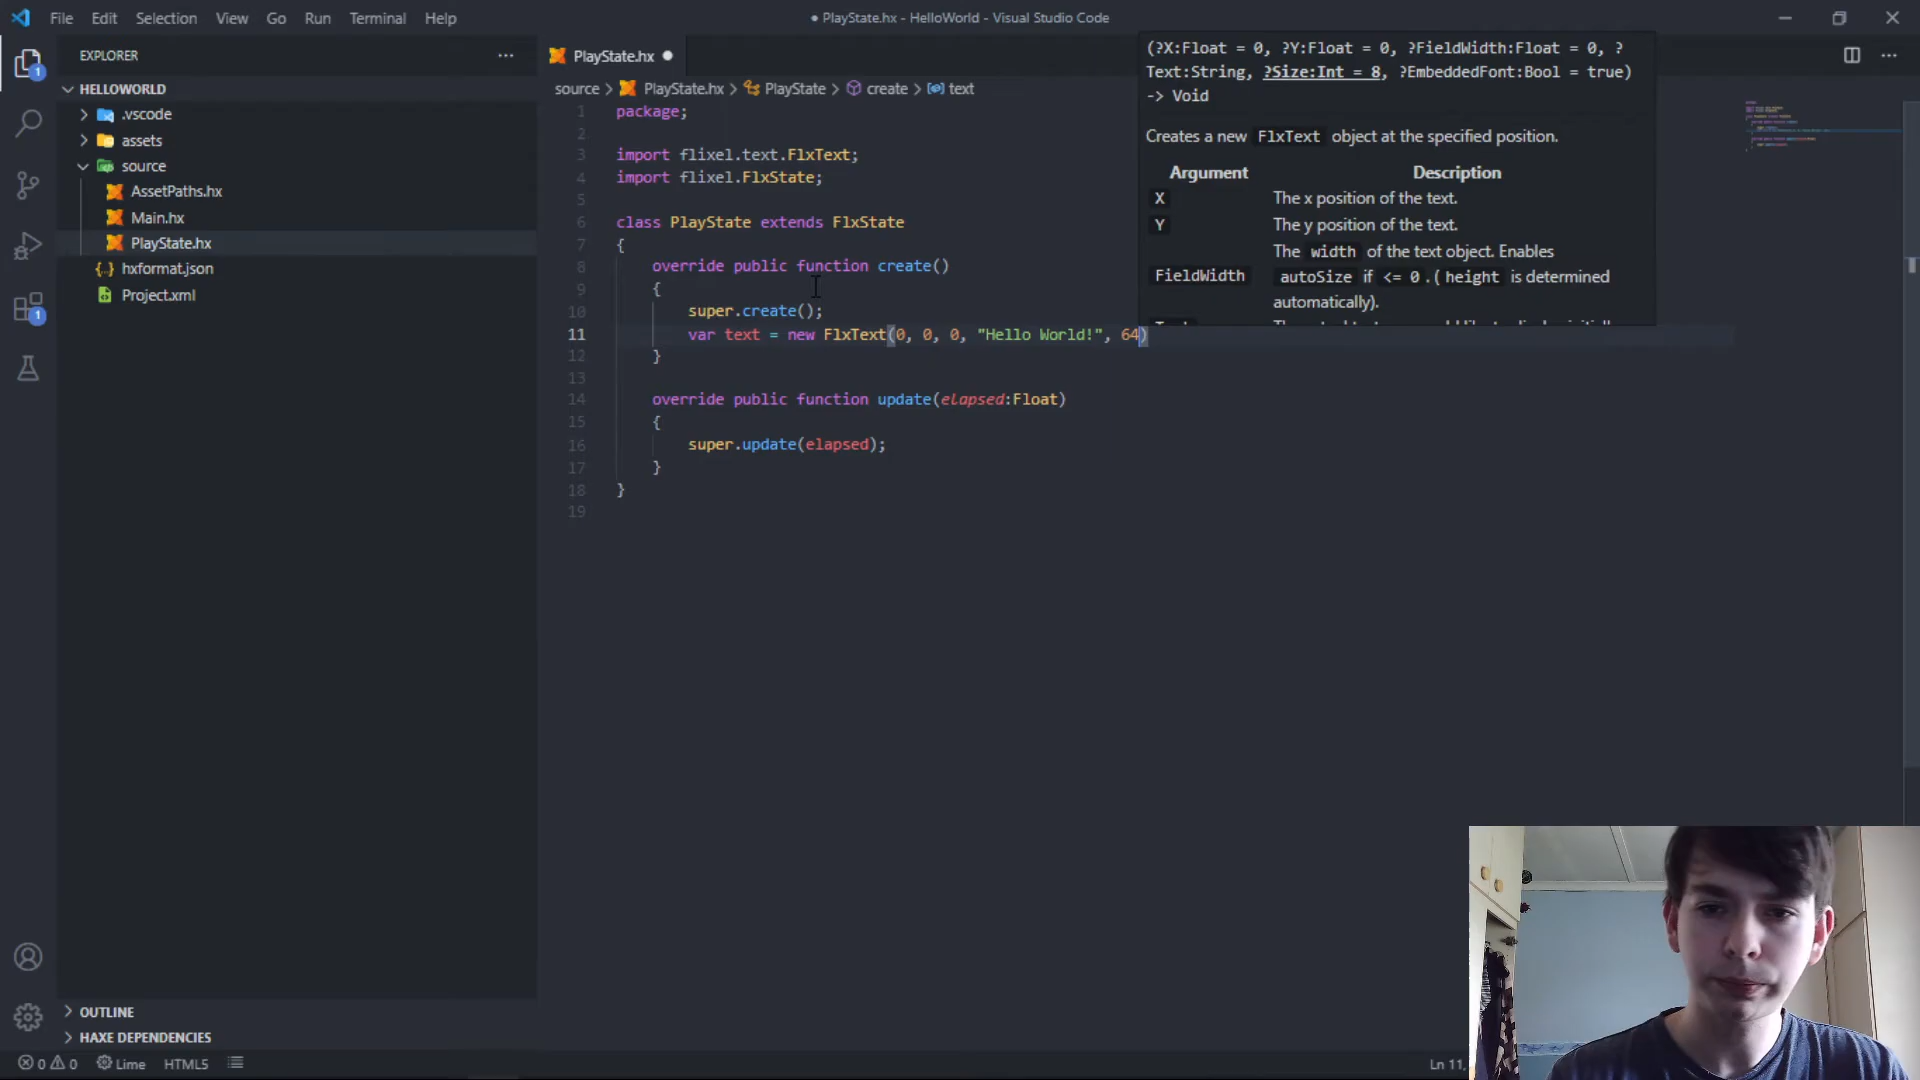 File Edit Selection View Go Run Terminal Help
● PlayState.hx - HelloWorld - Visual Studio Code
EXPLORER
HELLOWORLD
.vscode
assets
source
AssetPaths.hx
Main.hx
PlayState.hx
hxformat.json
Project.xml
OUTLINE
HAXE DEPENDENCIES
PlayState.hx
source > PlayState.hx > PlayState > create > text
1 package;
2
3 import flixel.text.FlxText;
4 import flixel.FlxState;
5
6 class PlayState extends FlxState
7 {
8 override public function create()
9 {
10 super.create();
11 var text = new FlxText(0, 0, 0, "Hello World!", 64)
12 }
13
14 override public function update(elapsed:Float)
15 {
16 super.update(elapsed);
17 }
18 }
19
(?X:Float = 0, ?Y:Float = 0, ?FieldWidth:Float = 0, ?
Text:String, ?Size:Int = 8, ?EmbeddedFont:Bool = true)
-> Void
Creates a new FlxText object at the specified position.
Argument Description
X The x position of the text.
Y The y position of the text.
The width of the text object. Enables
FieldWidth autoSize if <= 0 .( height is determined
automatically).
1
1
0 0 Lime HTML5
Ln 11,